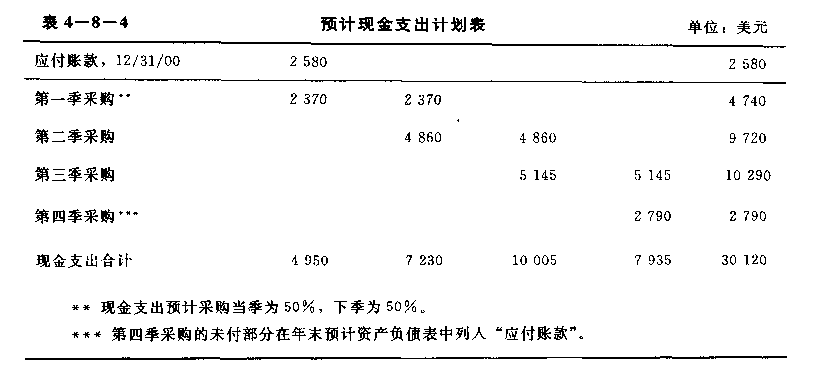 表4－8－4 预计现金支出计划表 单位：美元
应付账款，12/31/00 2 580 2 580
第一季采购** 2 370 2 370 4 740
第二季采购 4 860 4 860 9 720
第三季采购 5 145 5 145 10 290
第四季采购*** 2 790 2 790
现金支出合计 4 950 7 230 10 005 7 935 30 120
** 现金支出预计采购当季为50%，下季为50%。
*** 第四季采购的未付部分在年末预计资产负债表中列人“应付账款”。